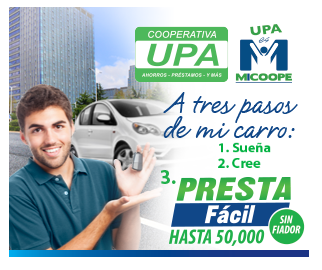 COOPERATIVA
UPA
AHORROS - PRÉSTAMOS - Y MÁS
UPA
es
MICOOPE
A tres pasos
de mi carro:
1. Sueña
2. Cree
3. PRESTA
Fácil
HASTA 50,000
SIN
FIADOR